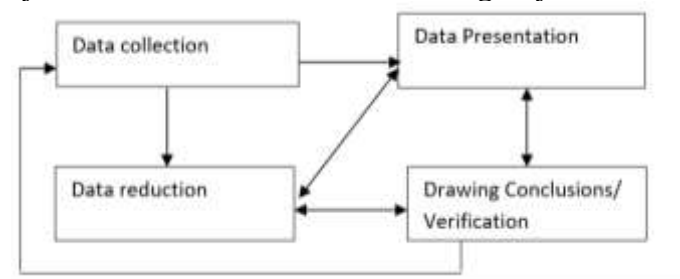 Data collection
Data Presentation
Data reduction
Drawing Conclusions/
Verification